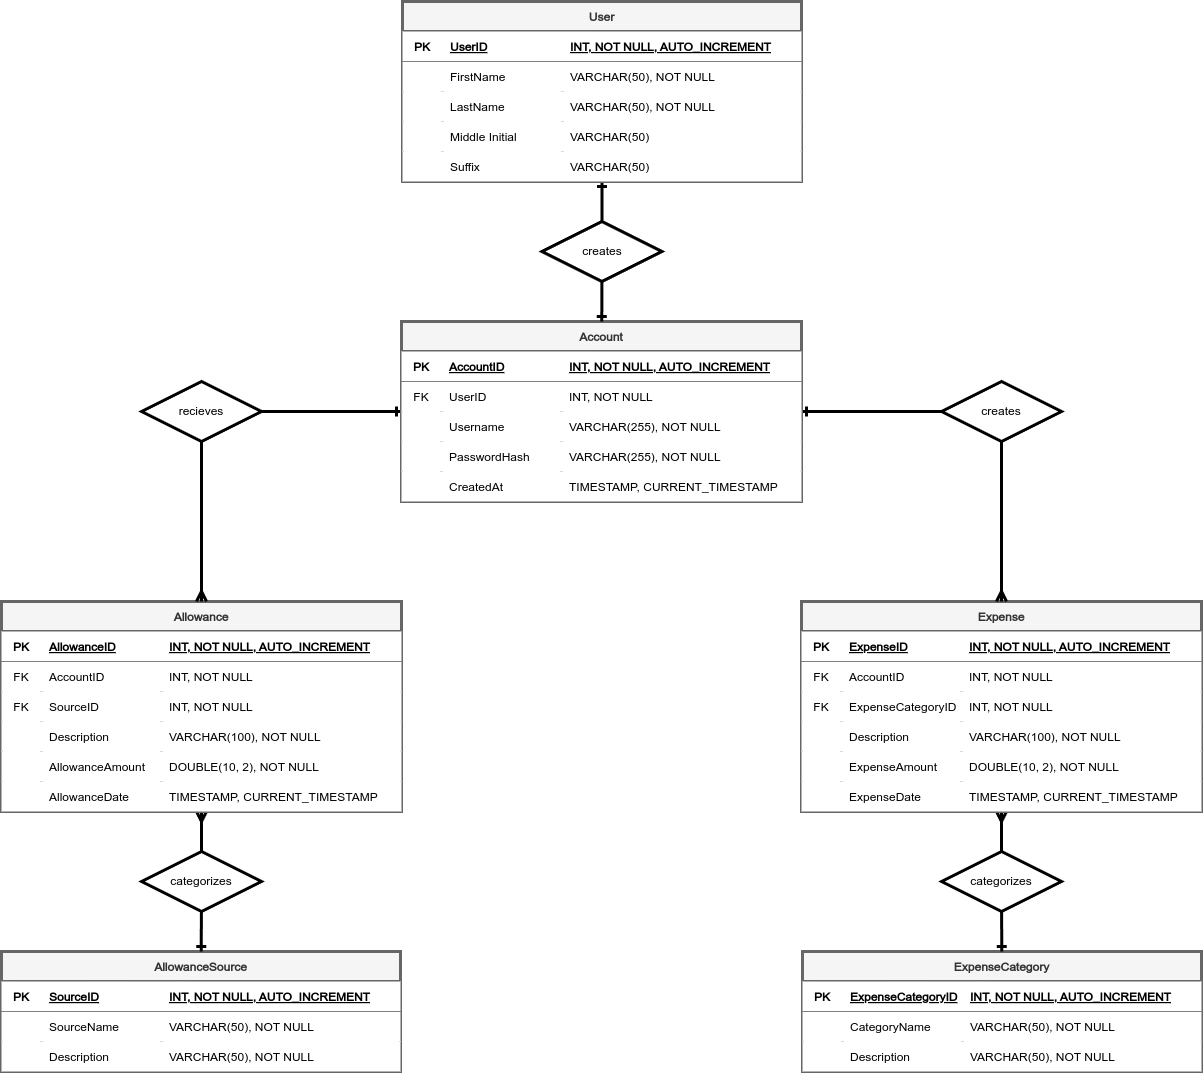 User
PK UserID INT, NOT NULL, AUTO_INCREMENT
FirstName VARCHAR(50), NOT NULL
LastName VARCHAR(50), NOT NULL
Middle Initial VARCHAR(50)
Suffix VARCHAR(50)
creates
Account
PK AccountID INT, NOT NULL, AUTO_INCREMENT
FK UserID INT, NOT NULL
Username VARCHAR(255), NOT NULL
PasswordHash VARCHAR(255), NOT NULL
CreatedAt TIMESTAMP, CURRENT_TIMESTAMP
recieves
creates
Allowance
PK AllowanceID INT, NOT NULL, AUTO_INCREMENT
FK AccountID INT, NOT NULL
FK SourceID INT, NOT NULL
Description VARCHAR(100), NOT NULL
AllowanceAmount DOUBLE(10, 2), NOT NULL
AllowanceDate TIMESTAMP, CURRENT_TIMESTAMP
Expense
PK ExpenseID INT, NOT NULL, AUTO_INCREMENT
FK AccountID INT, NOT NULL
FK ExpenseCategoryID INT, NOT NULL
Description VARCHAR(100), NOT NULL
ExpenseAmount DOUBLE(10, 2), NOT NULL
ExpenseDate TIMESTAMP, CURRENT_TIMESTAMP
categorizes
categorizes
AllowanceSource
PK SourceID INT, NOT NULL, AUTO_INCREMENT
SourceName VARCHAR(50), NOT NULL
Description VARCHAR(50), NOT NULL
ExpenseCategory
PK ExpenseCategoryID INT, NOT NULL, AUTO_INCREMENT
CategoryName VARCHAR(50), NOT NULL
Description VARCHAR(50), NOT NULL